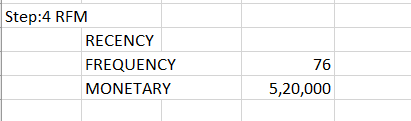 Step:4 RFM
RECENCY
FREQUENCY 76
MONETARY 5,20,000